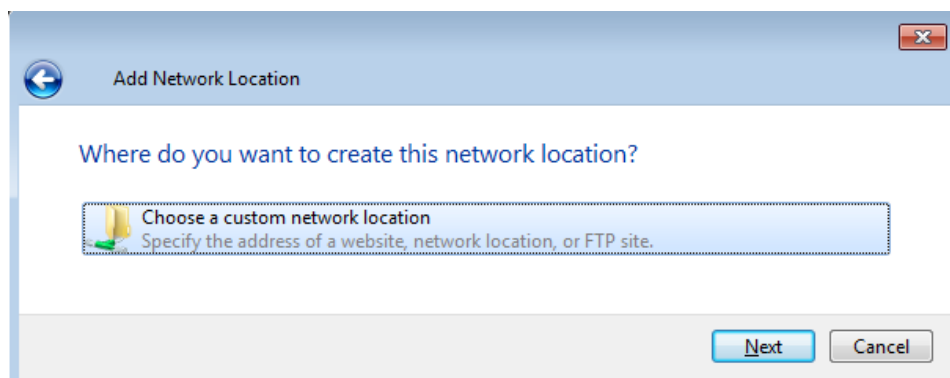 Add Network Location
Where do you want to create this network location?
Choose a custom network location
Specify the address of a website, network location, or FTP site.
Next
Cancel